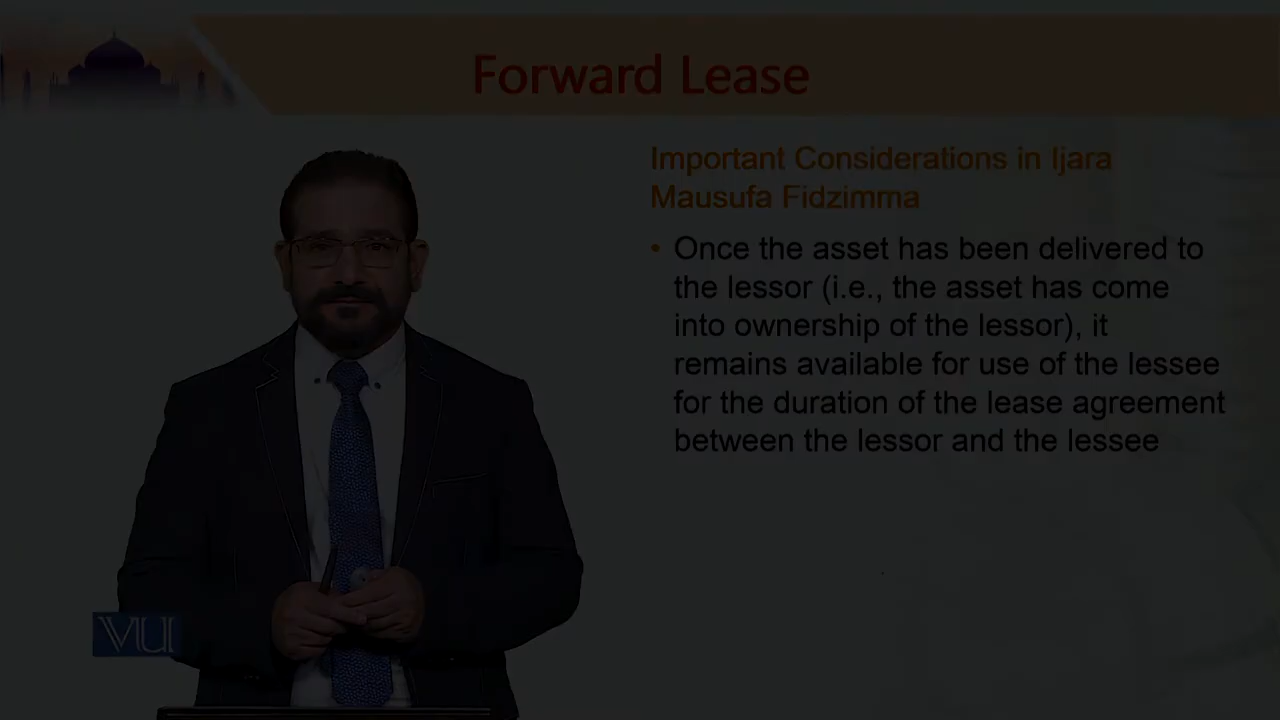 Forward Lease
Important Considerations in Ijara
Mausufa Fidzimma
• Once the asset has been delivered to
the lessor (i.e., the asset has come
into ownership of the lessor), it
remains available for use of the lessee
for the duration of the lease agreement
between the lessor and the lessee
VU